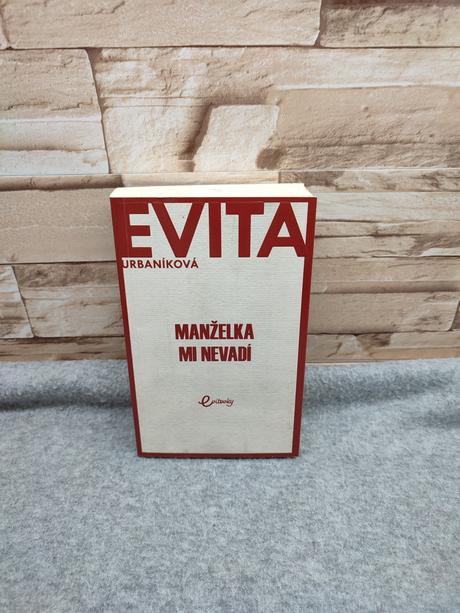 EVITA
URBANÍKOVÁ
MANŽELKA
MI NEVADÍ
evitovky